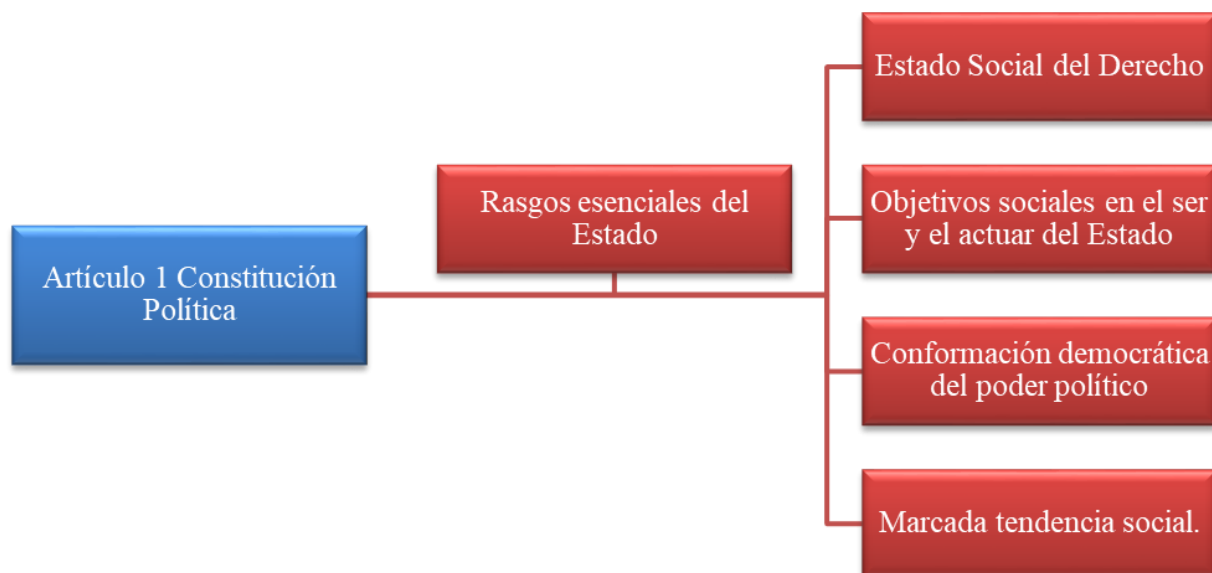 Artículo 1 Constitución
Política
Rasgos esenciales del
Estado
Estado Social del Derecho
Objetivos sociales en el ser
y el actuar del Estado
Conformación democrática
del poder político
Marcada tendencia social.